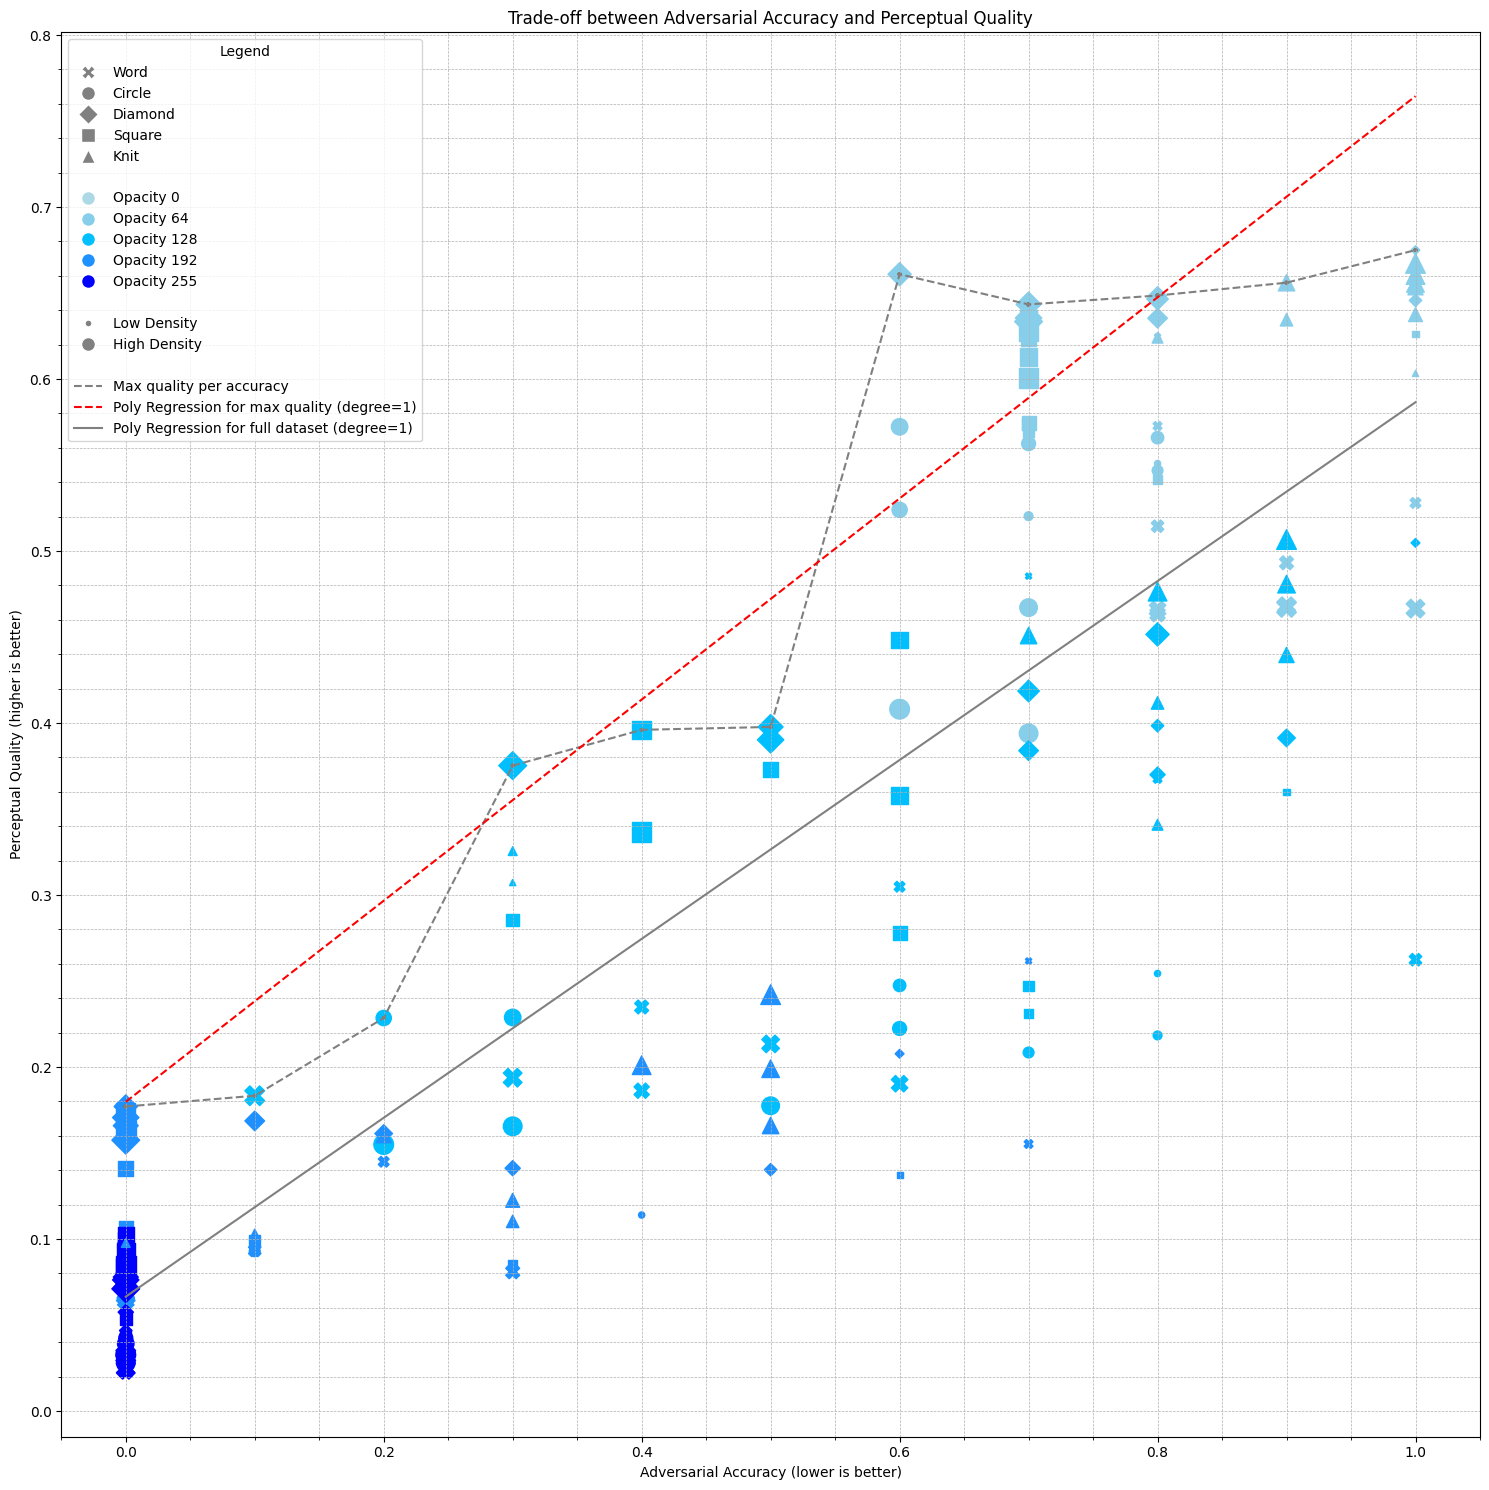 Trade-off between Adversarial Accuracy and Perceptual Quality
Legend
Word
Circle
Diamond
Square
Knit
Opacity 0
Opacity 64
Opacity 128
Opacity 192
Opacity 255
Low Density
High Density
Max quality per accuracy
Poly Regression for max quality (degree=1)
Poly Regression for full dataset (degree=1)
Perceptual Quality (higher is better)
0.8
0.7
0.6
0.5
0.4
0.3
0.2
0.1
0.0
0.0
0.2
0.4
0.6
0.8
1.0
Adversarial Accuracy (lower is better)